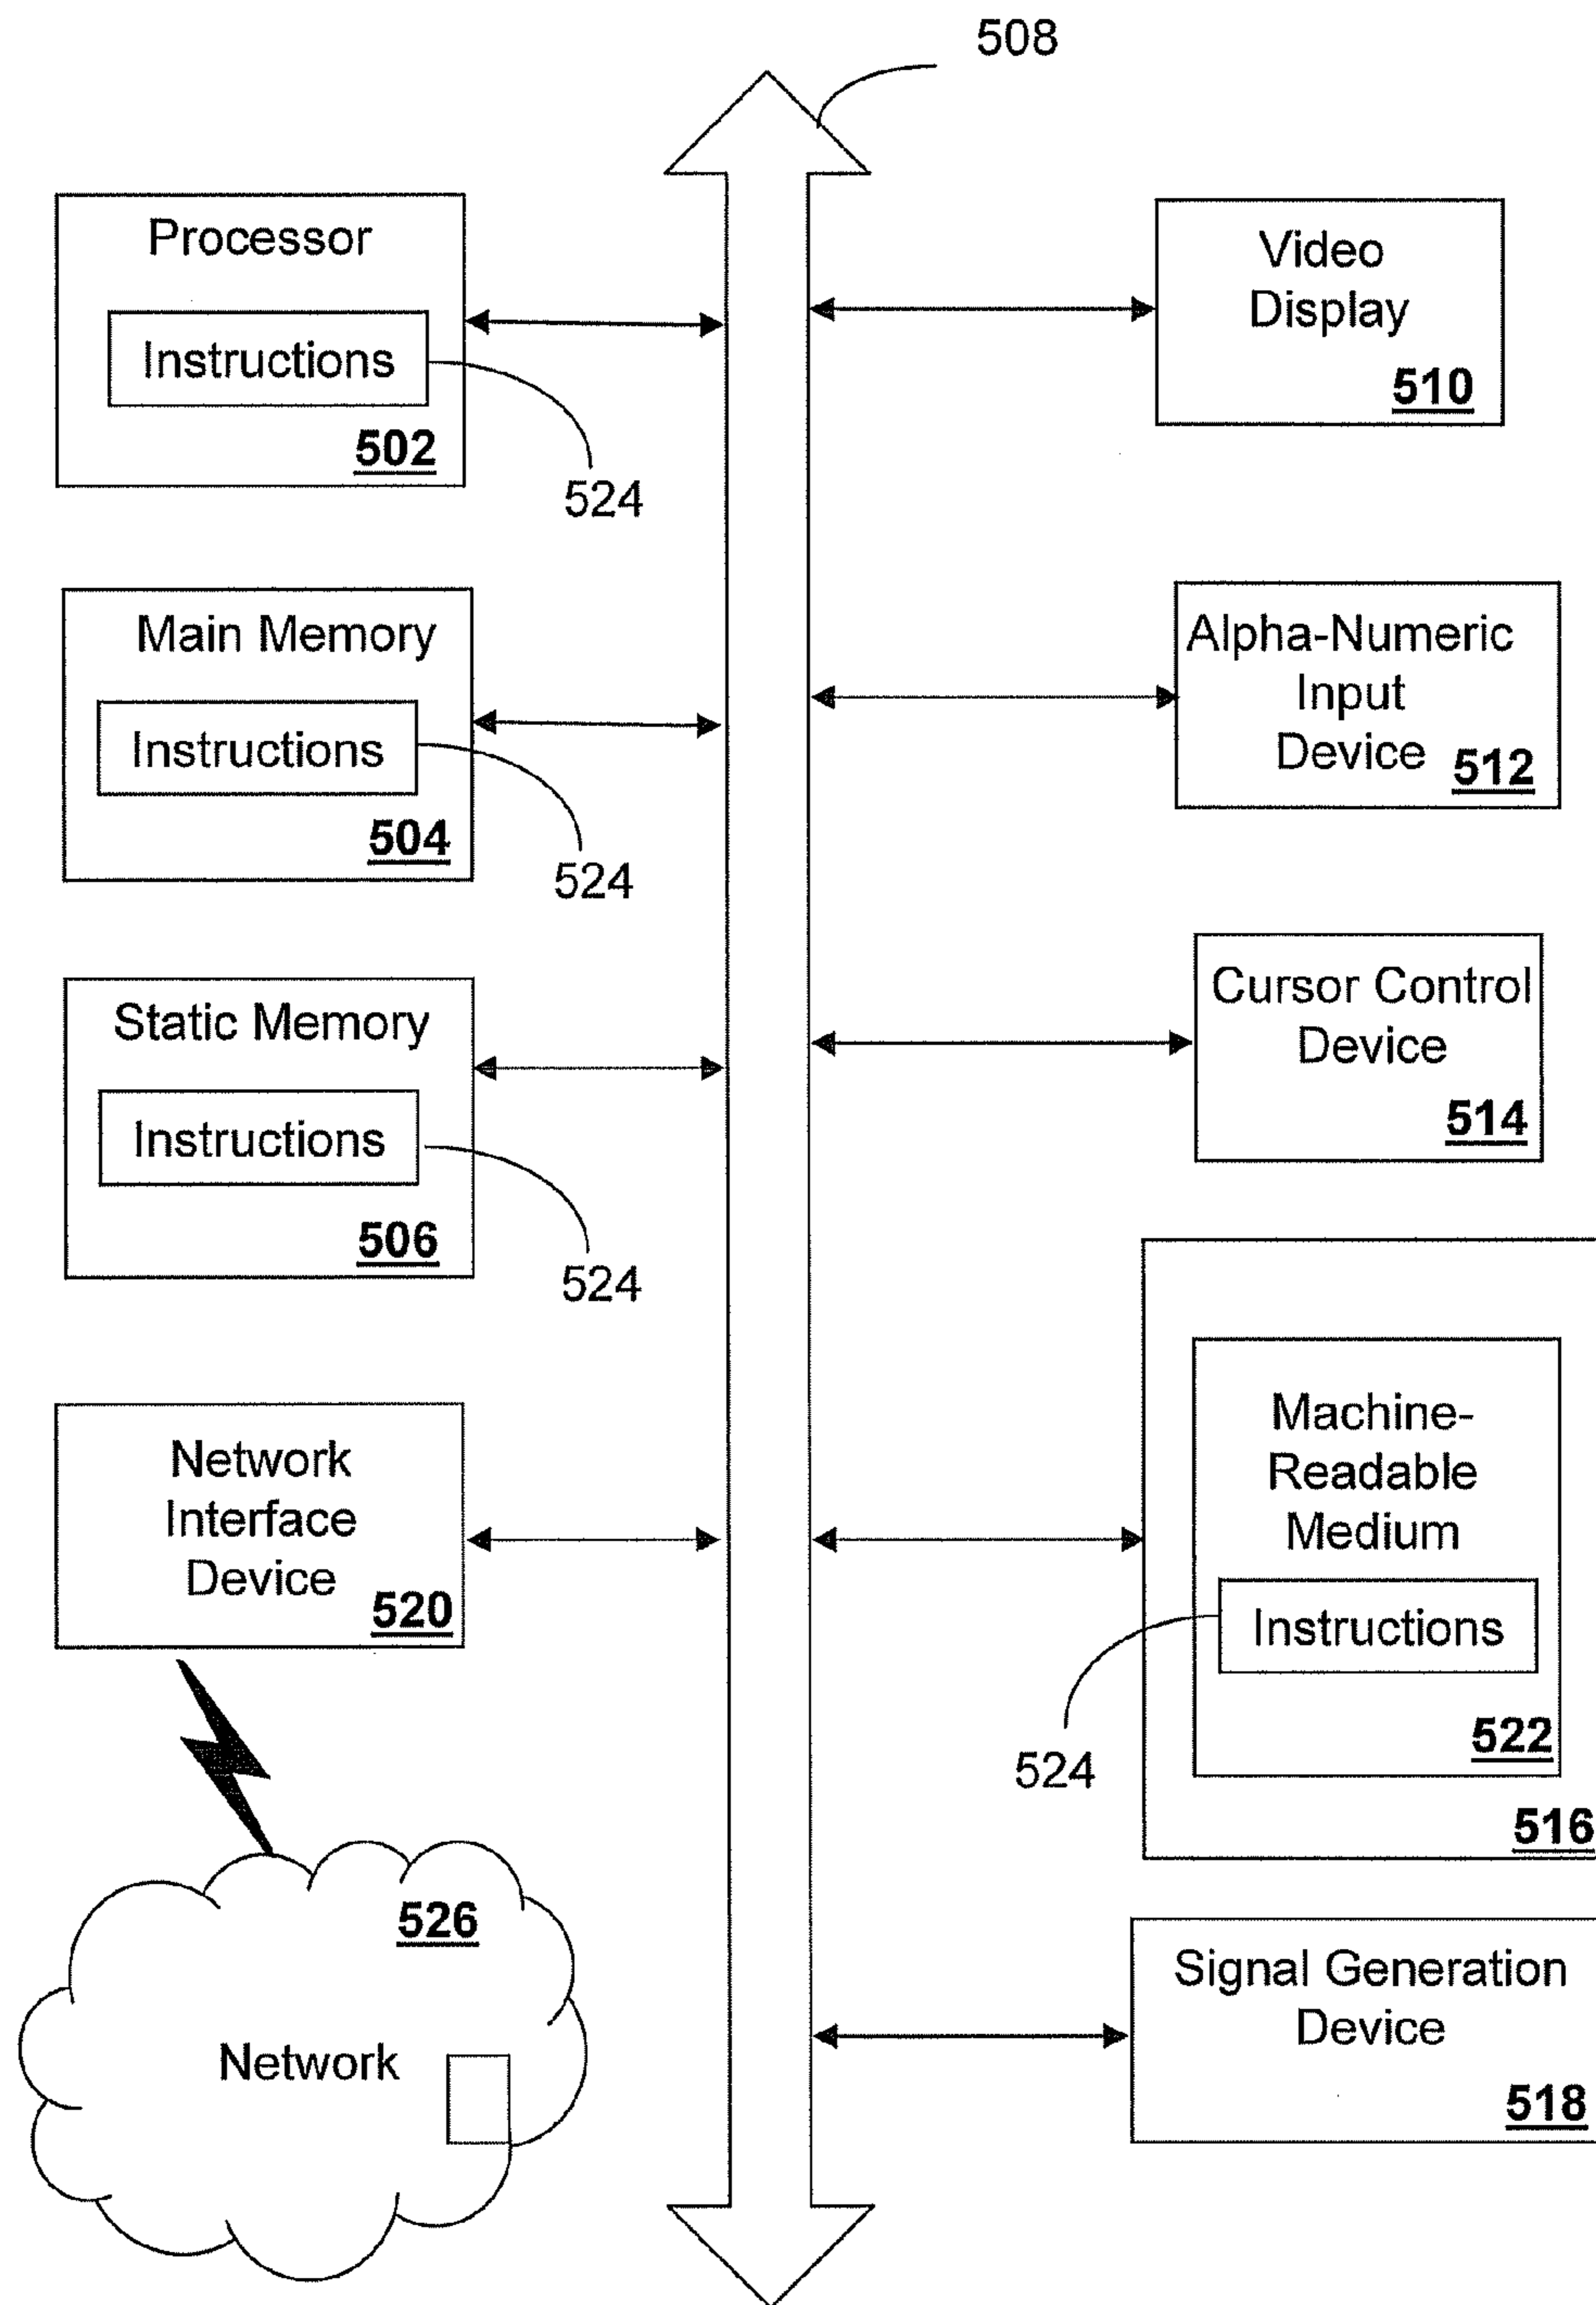 508
Processor
Instructions
502
524
Main Memory
Instructions
504
524
Static Memory
Instructions
506
524
Network
Interface
Device
520
526
Network
Video
Display
510
Alpha-Numeric
Input
Device
512
Cursor Control
Device
514
Machine-
Readable
Medium
Instructions
522
524
516
Signal Generation
Device
518